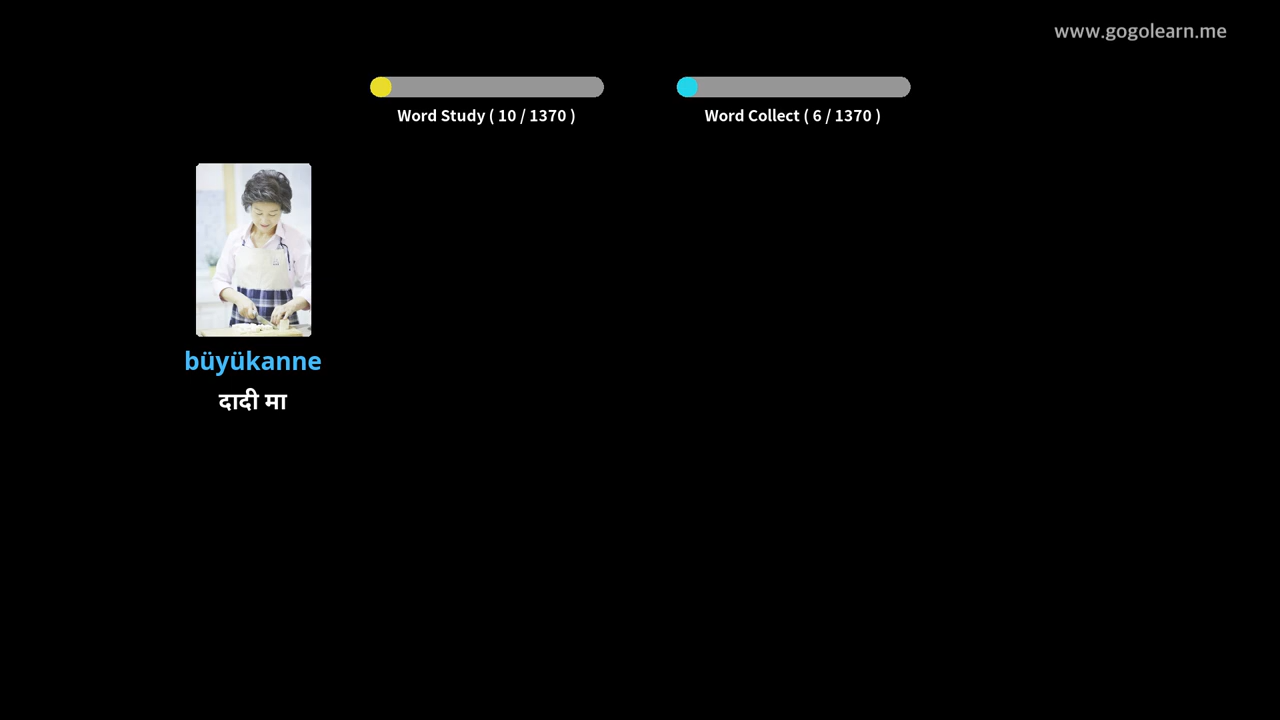 www.gogolearn.me
Word Study ( 10 / 1370 )
Word Collect ( 6 / 1370 )
büyükanne
दादी मा